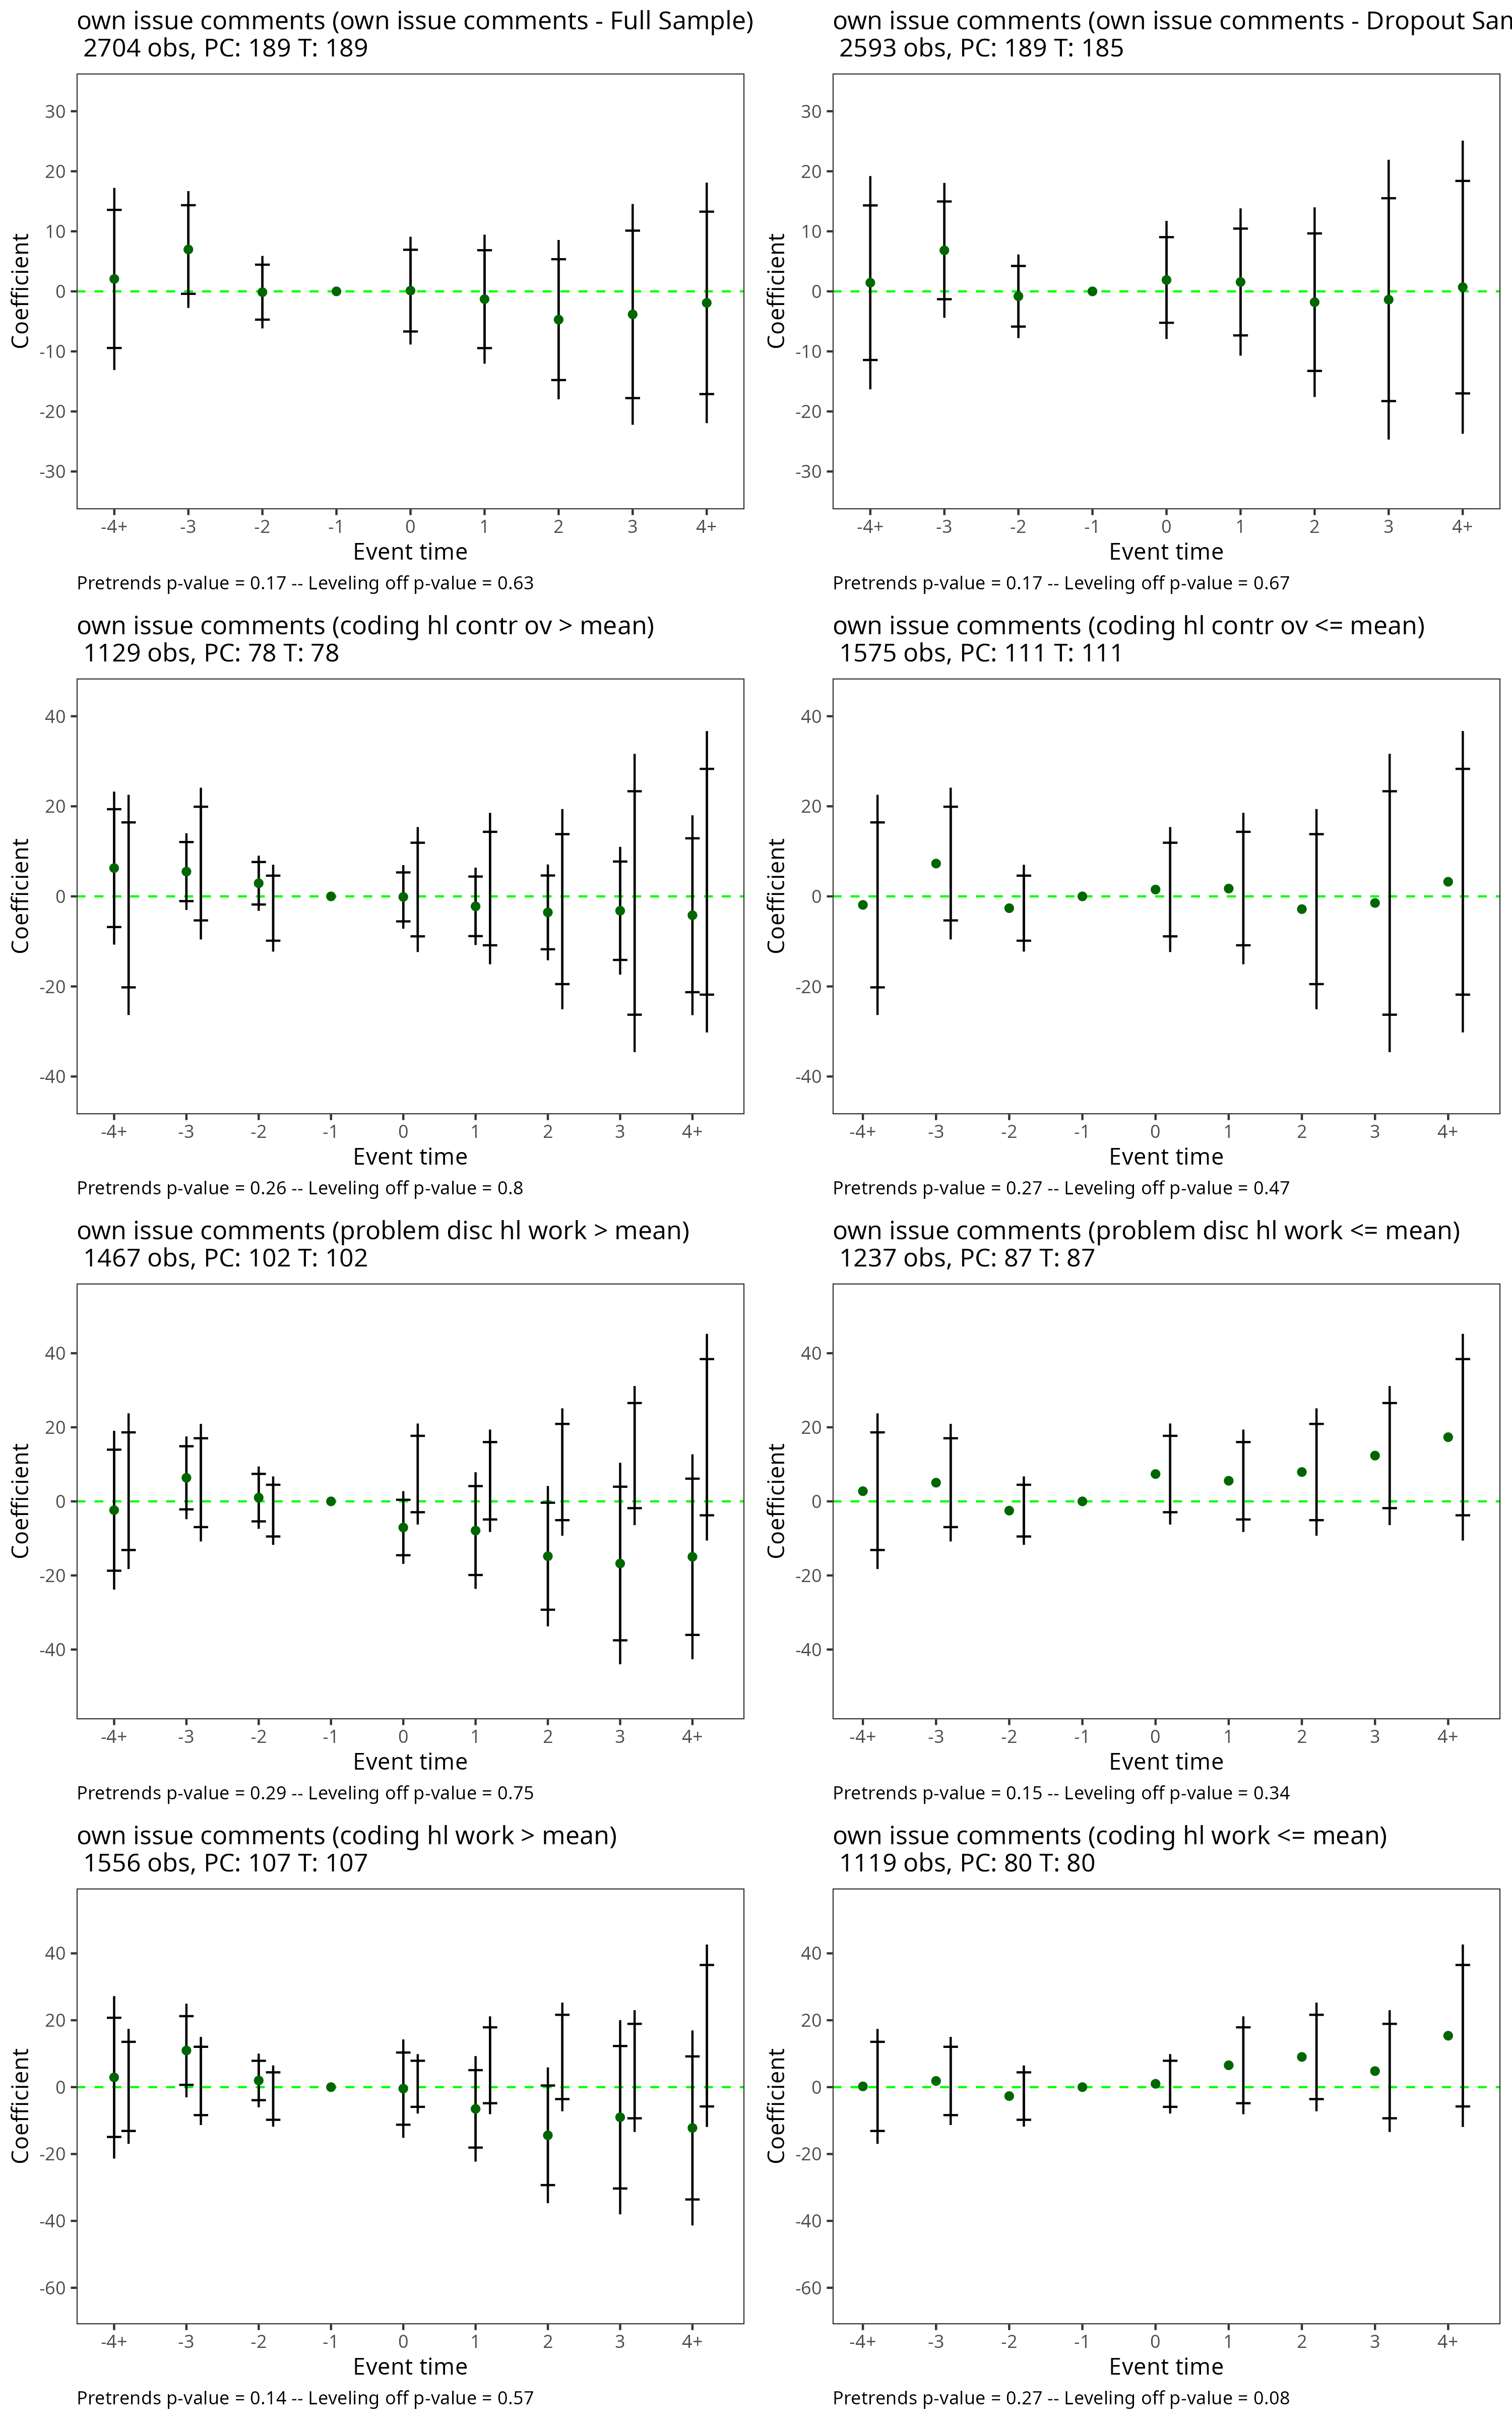 own issue comments (own issue comments - Full Sample)
2704 obs, PC: 189 T: 189
30
20
10
0
-10
-20
-30
Coefficient
-4+ -3 -2 -1 0 1 2 3 4+
Event time
Pretrends p-value = 0.17 -- Leveling off p-value = 0.63
own issue comments (own issue comments - Dropout Sam
2593 obs, PC: 189 T: 185
30
20
10
0
-10
-20
-30
Coefficient
-4+ -3 -2 -1 0 1 2 3 4+
Event time
Pretrends p-value = 0.17 -- Leveling off p-value = 0.67
own issue comments (coding hl contr ov > mean)
1129 obs, PC: 78 T: 78
40
20
0
-20
-40
Coefficient
-4+ -3 -2 -1 0 1 2 3 4+
Event time
Pretrends p-value = 0.26 -- Leveling off p-value = 0.8
own issue comments (coding hl contr ov <= mean)
1575 obs, PC: 111 T: 111
40
20
0
-20
-40
Coefficient
-4+ -3 -2 -1 0 1 2 3 4+
Event time
Pretrends p-value = 0.27 -- Leveling off p-value = 0.47
own issue comments (problem disc hl work > mean)
1467 obs, PC: 102 T: 102
40
20
0
-20
-40
Coefficient
-4+ -3 -2 -1 0 1 2 3 4+
Event time
Pretrends p-value = 0.29 -- Leveling off p-value = 0.75
own issue comments (problem disc hl work <= mean)
1237 obs, PC: 87 T: 87
40
20
0
-20
-40
Coefficient
-4+ -3 -2 -1 0 1 2 3 4+
Event time
Pretrends p-value = 0.15 -- Leveling off p-value = 0.34
own issue comments (coding hl work > mean)
1556 obs, PC: 107 T: 107
40
20
0
-20
-40
-60
Coefficient
-4+ -3 -2 -1 0 1 2 3 4+
Event time
Pretrends p-value = 0.14 -- Leveling off p-value = 0.57
own issue comments (coding hl work <= mean)
1119 obs, PC: 80 T: 80
40
20
0
-20
-40
-60
Coefficient
-4+ -3 -2 -1 0 1 2 3 4+
Event time
Pretrends p-value = 0.27 -- Leveling off p-value = 0.08